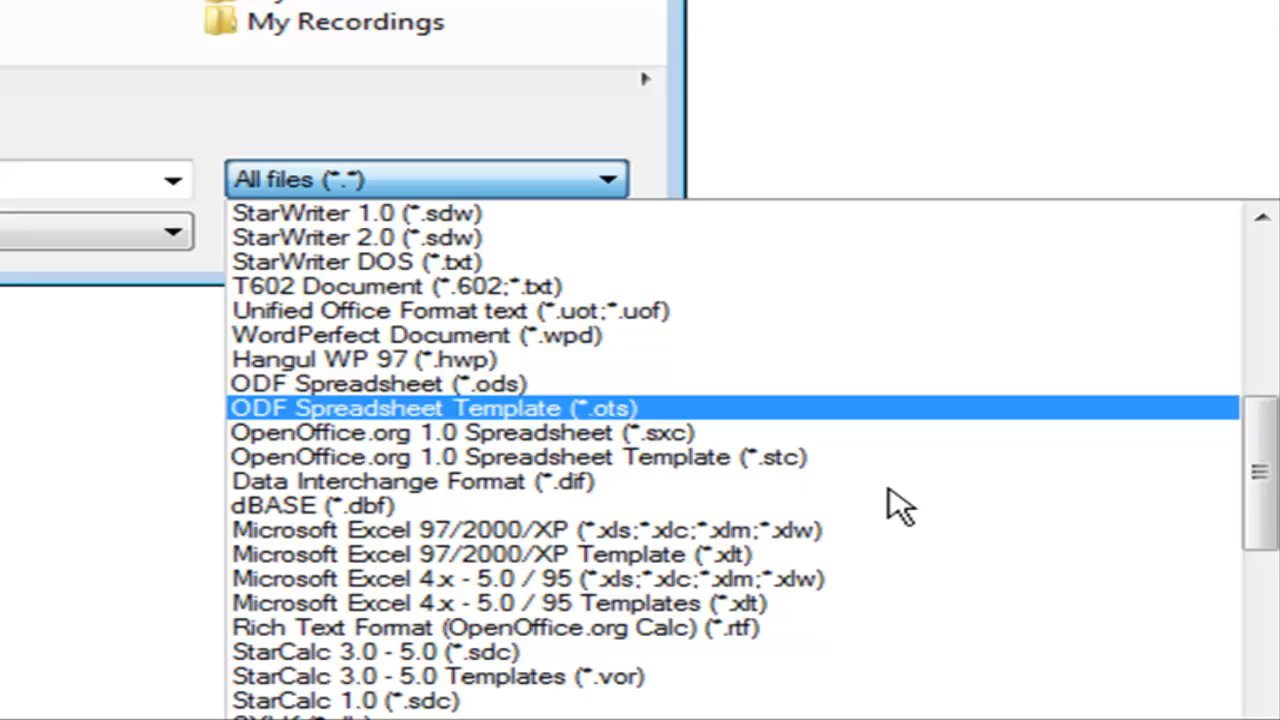 My Recordings
All files (*.*)
StarWriter 1.0 (*.sdw)
StarWriter 2.0 (*.sdw)
StarWriter DOS (*.txt)
T602 Document (*.602;*.txt)
Unified Office Format text (*.uot;*.uof)
WordPerfect Document (*.wpd)
Hangul WP 97 (*.hwp)
ODF Spreadsheet (*.ods)
ODF Spreadsheet Template (*.ots)
OpenOffice.org 1.0 Spreadsheet (*.sxc)
OpenOffice.org 1.0 Spreadsheet Template (*.stc)
Data Interchange Format (*.dif)
dBASE (*.dbf)
Microsoft Excel 97/2000/XP (*.xls;*.xlc;*.xlm;*.xlw)
Microsoft Excel 97/2000/XP Template (*.xlt)
Microsoft Excel 4.x - 5.0 / 95 (*.xls;*.xlc;*.xlm;*.xlw)
Microsoft Excel 4.x - 5.0 / 95 Templates (*.xlt)
Rich Text Format (OpenOffice.org Calc) (*.rtf)
StarCalc 3.0 - 5.0 (*.sdc)
StarCalc 3.0 - 5.0 Templates (*.vor)
StarCalc 1.0 (*.sdc)